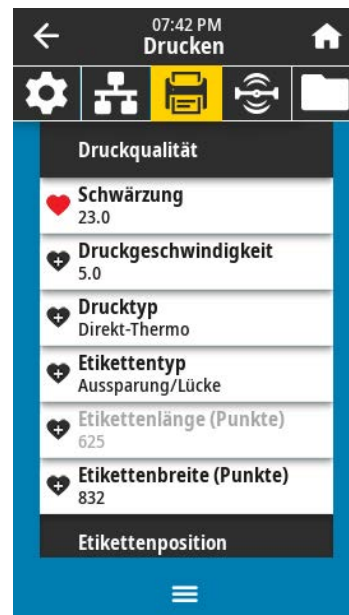 07:42 PM
Drucken
Druckqualität
Schwärzung
23.0
Druckgeschwindigkeit
5.0
Drucktyp
Direkt-Thermo
Etikettentyp
Aussparung/Lücke
Etikettenlänge (Punkte)
625
Etikettenbreite (Punkte)
832
Etikettenposition